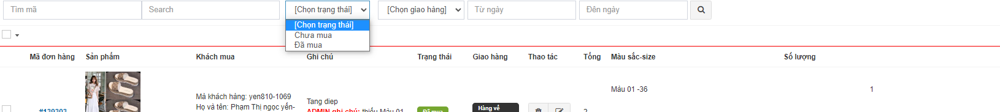 Tìm mã
Search
[Chọn trạng thái]
[Chọn giao hàng]
Từ ngày
Đên ngày
[Chọn trạng thái]
Chưa mua
Đã mua
Mã đơn hàng
Sản phẩm
Khách mua
Ghi chú
Trạng thái
Giao hàng
Thao tác
Tổng
Màu sắc-size
Số lượng
#139303
Mã khách hàng: yen810-1069
Họ và tên: Phạm Thị ngọc yến-
Tang diep
ADMIN ghi chú: thiếu Màu 01
Đã mua
Hàng về
2
Màu 01 -36
1